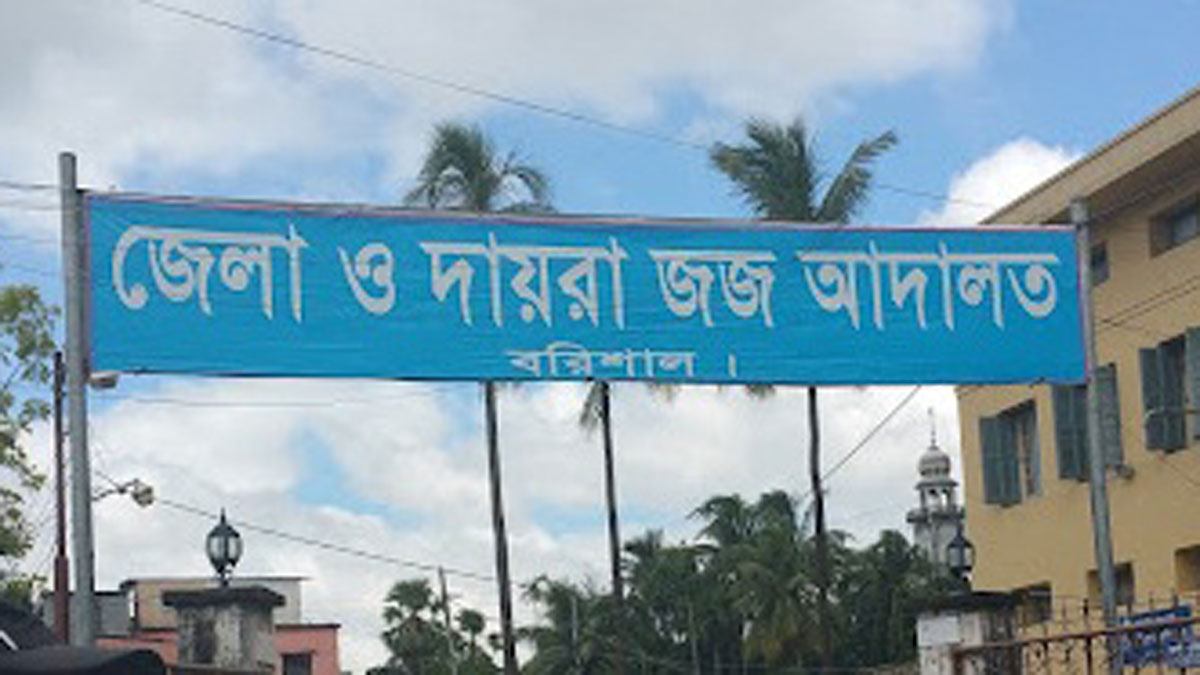 জেলা ও দায়রা জজ আদালত
বরিশাল ।